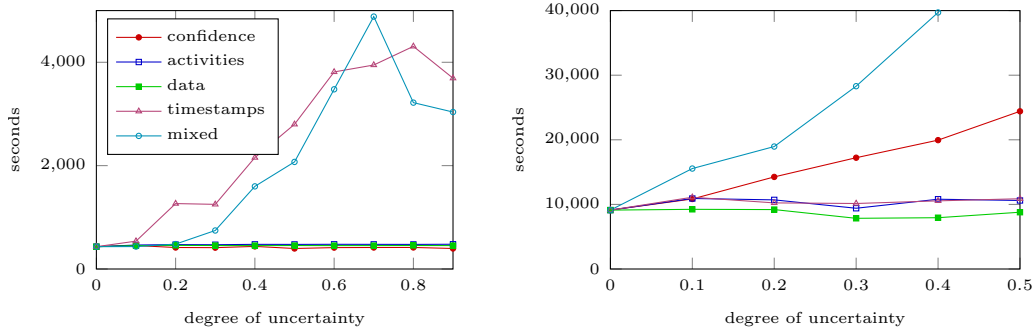 confidence
activities
data
timestamps
mixed
4,000
2,000
0
seconds
0 0.2 0.4 0.6 0.8
degree of uncertainty
40,000
30,000
20,000
10,000
0
seconds
0 0.1 0.2 0.3 0.4 0.5
degree of uncertainty